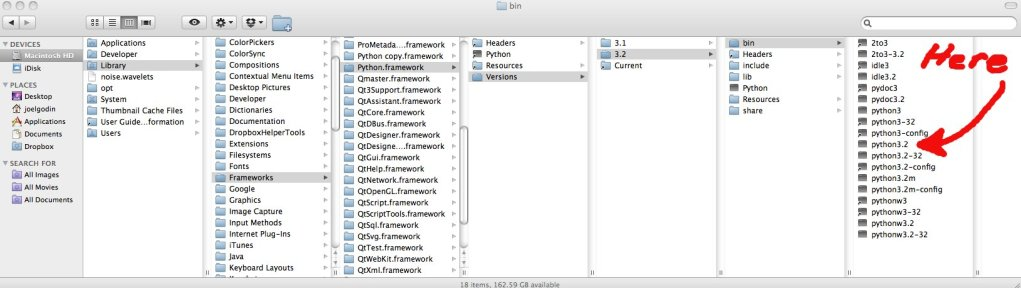 bin
DEVICES
Macintosh HD
iDisk
PLACES
Desktop
joelgodin
Applications
Documents
Dropbox
SEARCH FOR
All Images
All Movies
All Documents
Applications
Developer
Library
noise.wavelets
opt
System
Thumbnail Cache Files
User Guide...formation
Users
ColorPickers
ColorSync
Compositions
Contextual Menu Items
Desktop Pictures
Developer
Dictionaries
Documentation
DropboxHelperTools
Extensions
Filesystems
Fonts
Frameworks
Google
Graphics
Image Capture
Input Methods
Internet Plug-Ins
iTunes
Java
Keyboard Layouts
ProMetada....framework
Python copy.framework
Python.framework
Qmaster.framework
Qt3Support.framework
QtAssistant.framework
QtCore.framework
QtDBus.framework
QtDesigner.framework
QtDesigne...framework
QtGui.framework
QtHelp.framework
QtNetwork.framework
QtOpenGL.framework
QtScript.framework
QtScriptTools.framework
QtSql.framework
QtSvg.framework
QtTest.framework
QtWebKit.framework
QtXml.framework
Headers
Python
Resources
Versions
3.1
3.2
Current
bin
Headers
include
lib
Python
Resources
share
2to3
2to3-3.2
idle3
idle3.2
pydoc3
pydoc3.2
python3
python3-32
python3-config
python3.2
python3.2-32
python3.2-config
python3.2m
python3.2m-config
pythonw3
pythonw3-32
pythonw3.2
pythonw3.2-32
Here
18 items, 162.59 GB available